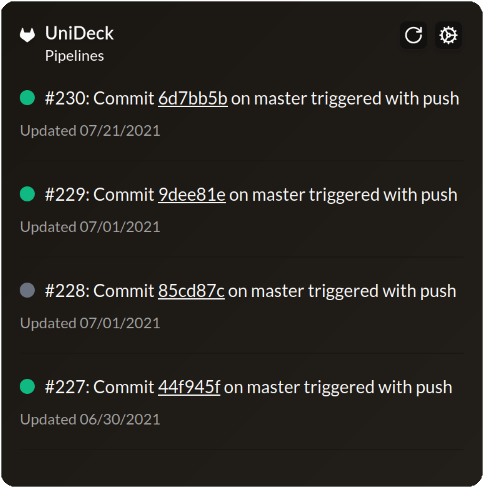 UniDeck
Pipelines
#230: Commit 6d7bb5b on master triggered with push
Updated 07/21/2021
#229: Commit 9dee81e on master triggered with push
Updated 07/01/2021
#228: Commit 85cd87c on master triggered with push
Updated 07/01/2021
#227: Commit 44f945f on master triggered with push
Updated 06/30/2021